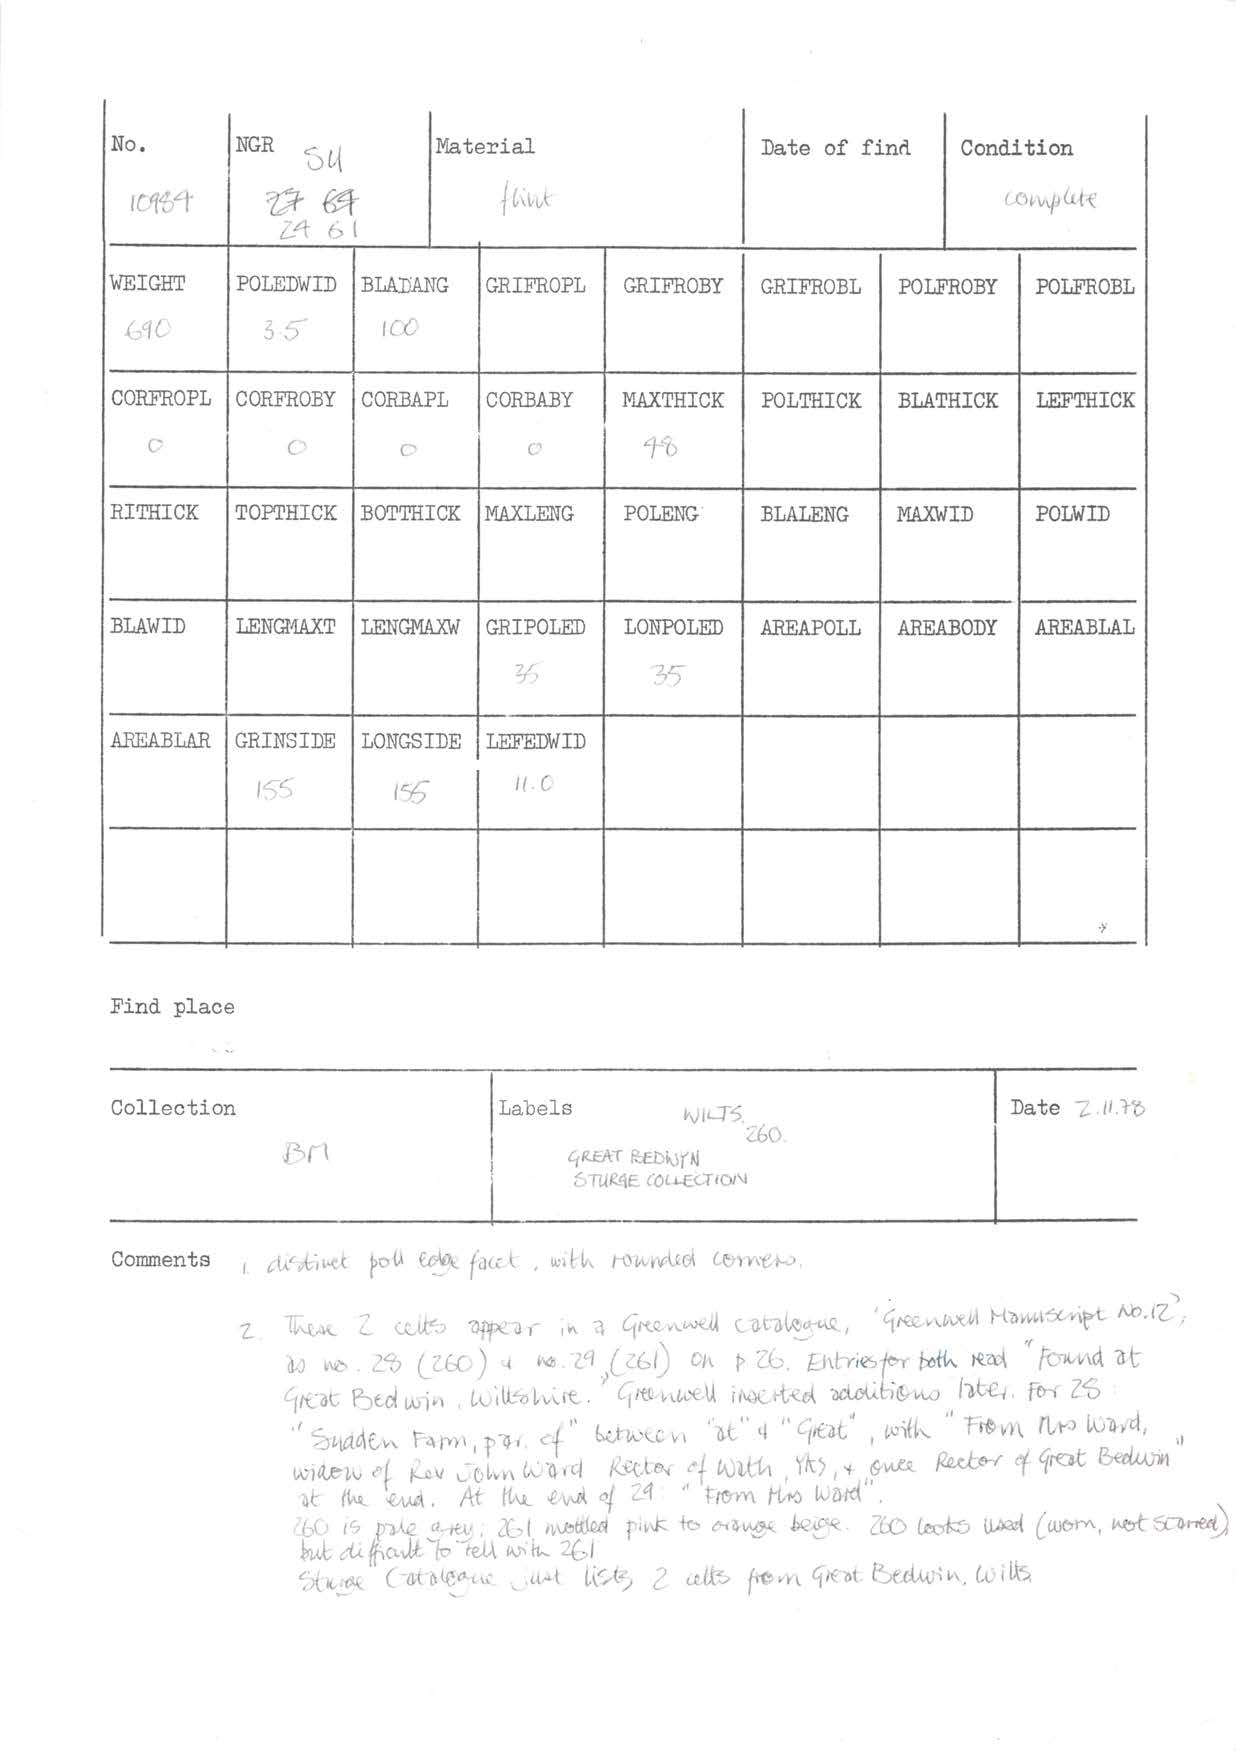 No. NGR Material Date of find Condition
SU
10984 27 67 flint complete
24 61
WEIGHT POLEDWID BLADANG GRIFROPL GRIFROBY GRIFROBL POLFROBY POLFROBL
690 3.5 100
CORFROPL CORFROBY CORBAPL CORBABY MAXTHICK POLTHICK BLATHICK LEFTHICK
0 0 0 0 48
RITHICK TOPTHICK BOTTHICK MAXLENG POLENG BLALENG MAXWID POLWID
BLAWID LENGMAXT LENGMAXW GRIPOLED LONPOLED AREAPOLL AREABODY AREABLAL
35 35
AREABLAR GRINSIDE LONGSIDE LEFEDWID
155 155 11.0
Find place
Collection Labels WILTS. Date 2.11.78
260.
BM GREAT BEDWYN
STURGE COLLECTION
Comments 1. distinct poll edge facet, with rounded corners.
2. These 2 celts appear in a Greenwell catalogue, 'Greenwell Manuscript No.12',
as no. 28 (260) & no. 29 (261) on p 26. Entries for both read "Found at
Great Bedwin, Wiltshire." Greenwell inserted additions later. For 28:
"Sudden Farm, par. of" between "at" & "Great", with "From Mrs Ward,
widow of Rev John Ward Rector of Wath, Yks, & once Rector of Great Bedwin"
at the end. At the end of 29: "From Mrs Ward".
260 is pale grey; 261 mottled pink to orange beige. 260 looks used (worn, not scarred),
but difficult to tell with 261
Sturge Catalogue just lists 2 celts from Great Bedwin, Wilts.